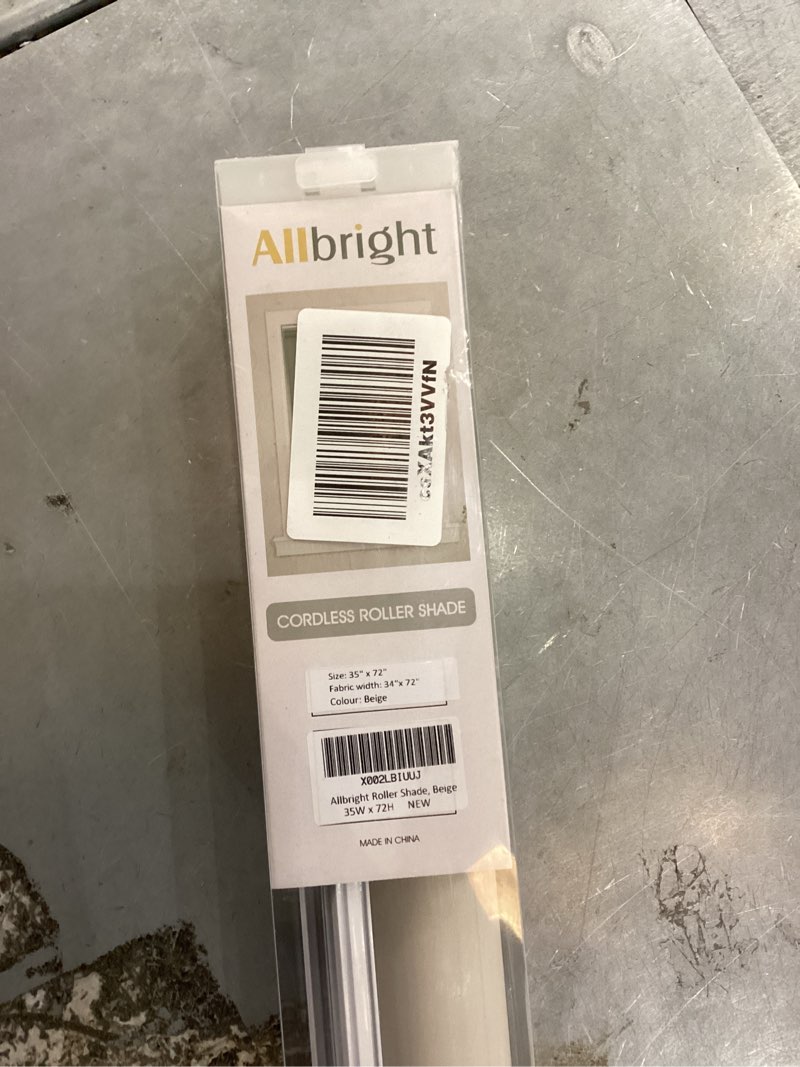 Allbright
CORDLESS ROLLER SHADE
Size: 35" x 72"
Fabric width: 34"x 72"
Colour: Beige
X002LBIUUJ
Allbright Roller Shade, Beige
35W x 72H NEW
MADE IN CHINA